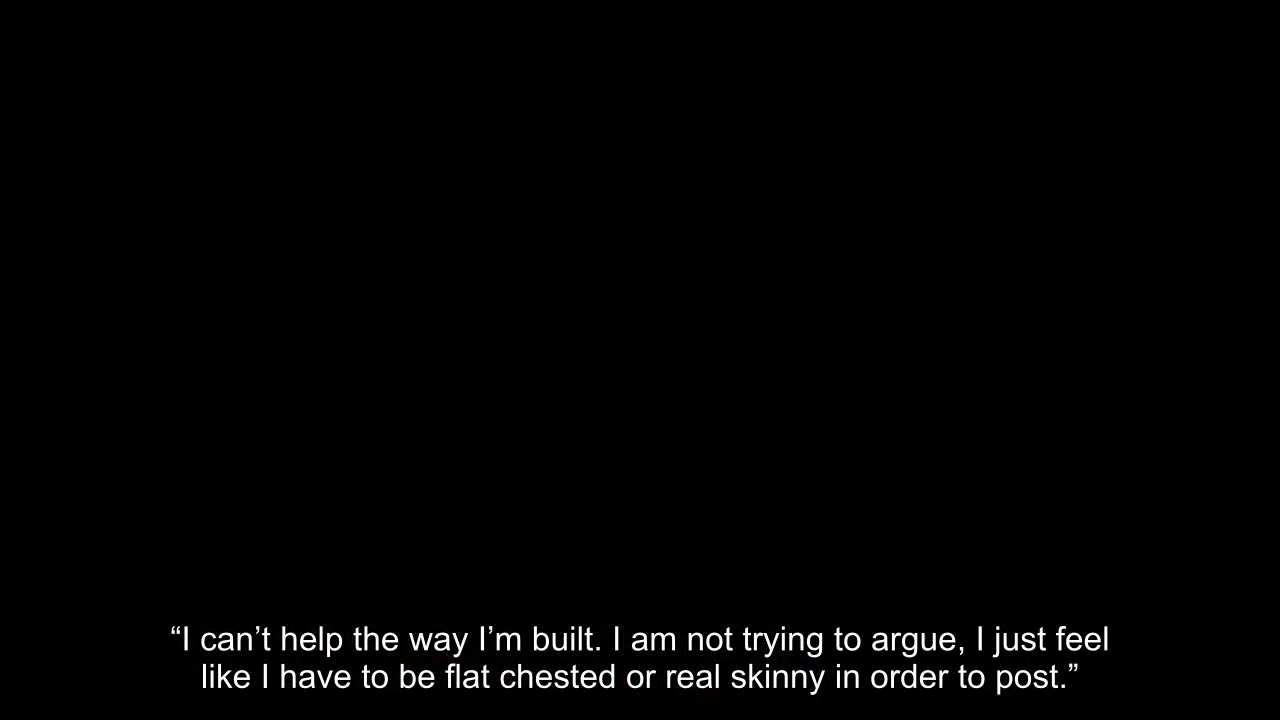 “I can’t help the way I’m built. I am not trying to argue, I just feel
like I have to be flat chested or real skinny in order to post.”